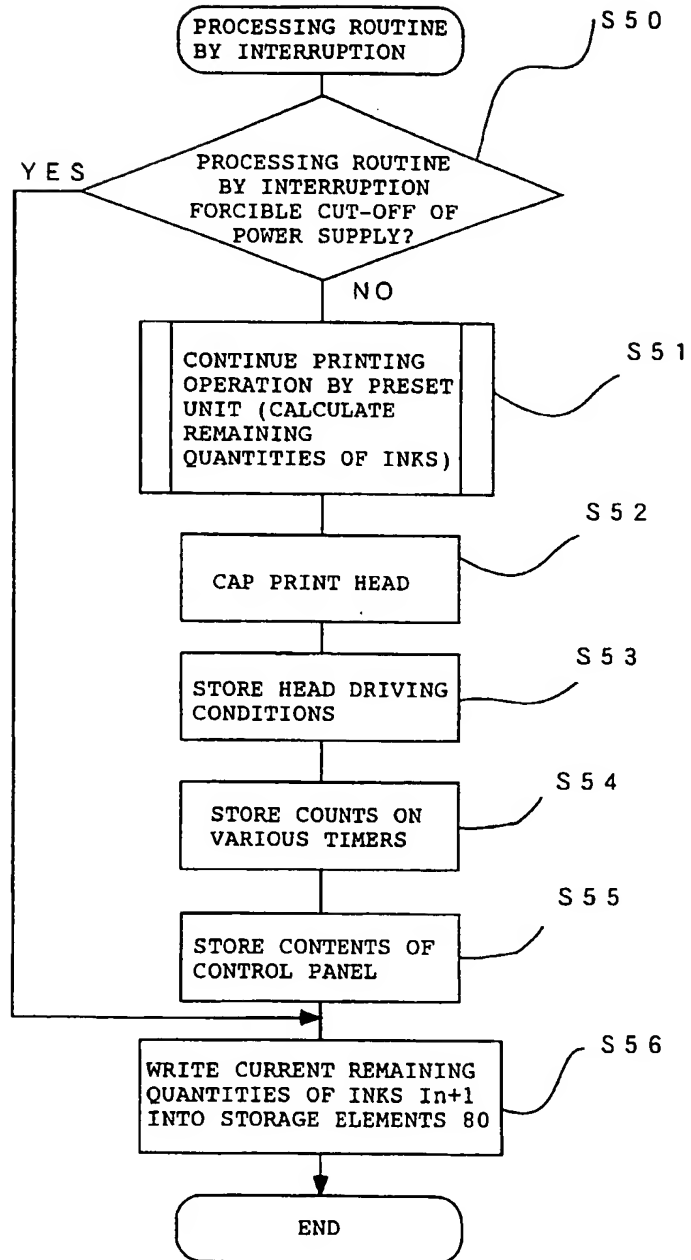 PROCESSING ROUTINE
BY INTERRUPTION
S50
PROCESSING ROUTINE
BY INTERRUPTION
FORCIBLE CUT-OFF OF
POWER SUPPLY?
YES
NO
CONTINUE PRINTING
OPERATION BY PRESET
UNIT (CALCULATE
REMAINING
QUANTITIES OF INKS)
S51
CAP PRINT HEAD
S52
STORE HEAD DRIVING
CONDITIONS
S53
STORE COUNTS ON
VARIOUS TIMERS
S54
STORE CONTENTS OF
CONTROL PANEL
S55
WRITE CURRENT REMAINING
QUANTITIES OF INKS In+1
INTO STORAGE ELEMENTS 80
S56
END